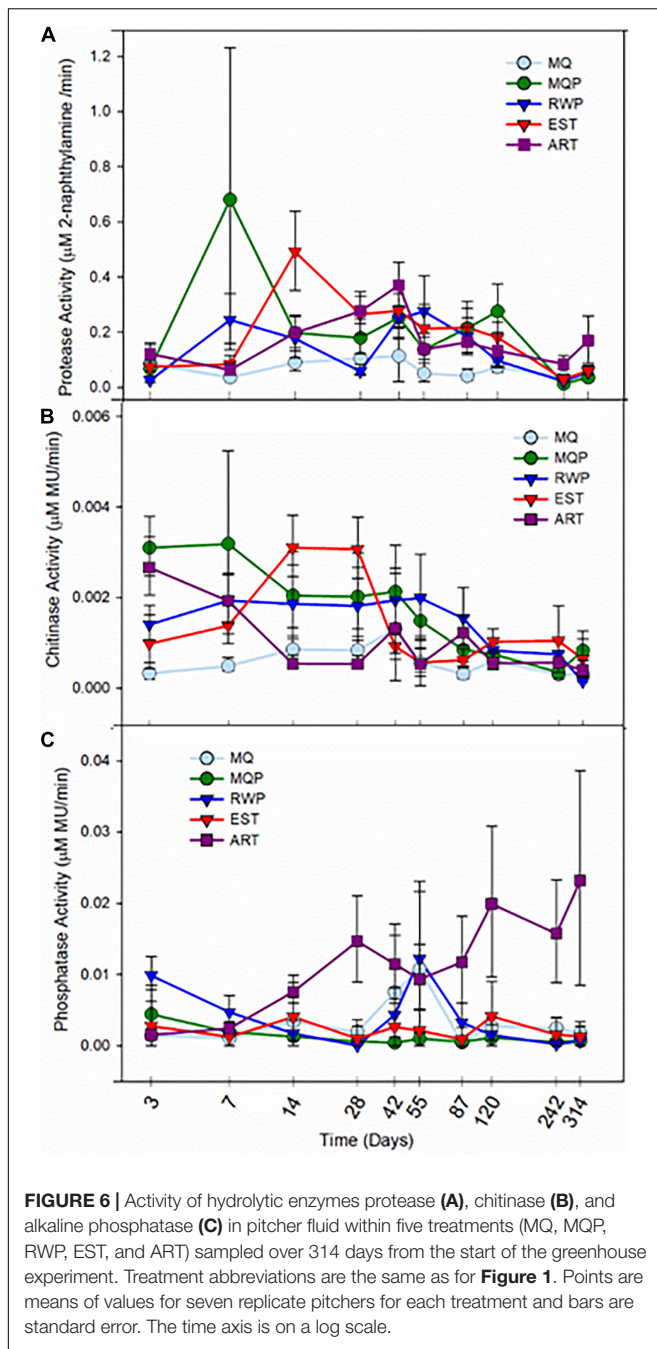 A
Protease Activity (µM 2-naphthylamine /min)
1.2
1.0
0.8
0.6
0.4
0.2
0.0
MQ
MQP
RWP
EST
ART
B
Chitinase Activity (µM MU/min)
0.006
0.004
0.002
0.000
MQ
MQP
RWP
EST
ART
C
Phosphatase Activity (µM MU/min)
0.04
0.03
0.02
0.01
0.00
MQ
MQP
RWP
EST
ART
3
7
14
28
42
55
87
120
242
314
Time (Days)
FIGURE 6 | Activity of hydrolytic enzymes protease (A), chitinase (B), and
alkaline phosphatase (C) in pitcher fluid within five treatments (MQ, MQP,
RWP, EST, and ART) sampled over 314 days from the start of the greenhouse
experiment. Treatment abbreviations are the same as for Figure 1. Points are
means of values for seven replicate pitchers for each treatment and bars are
standard error. The time axis is on a log scale.